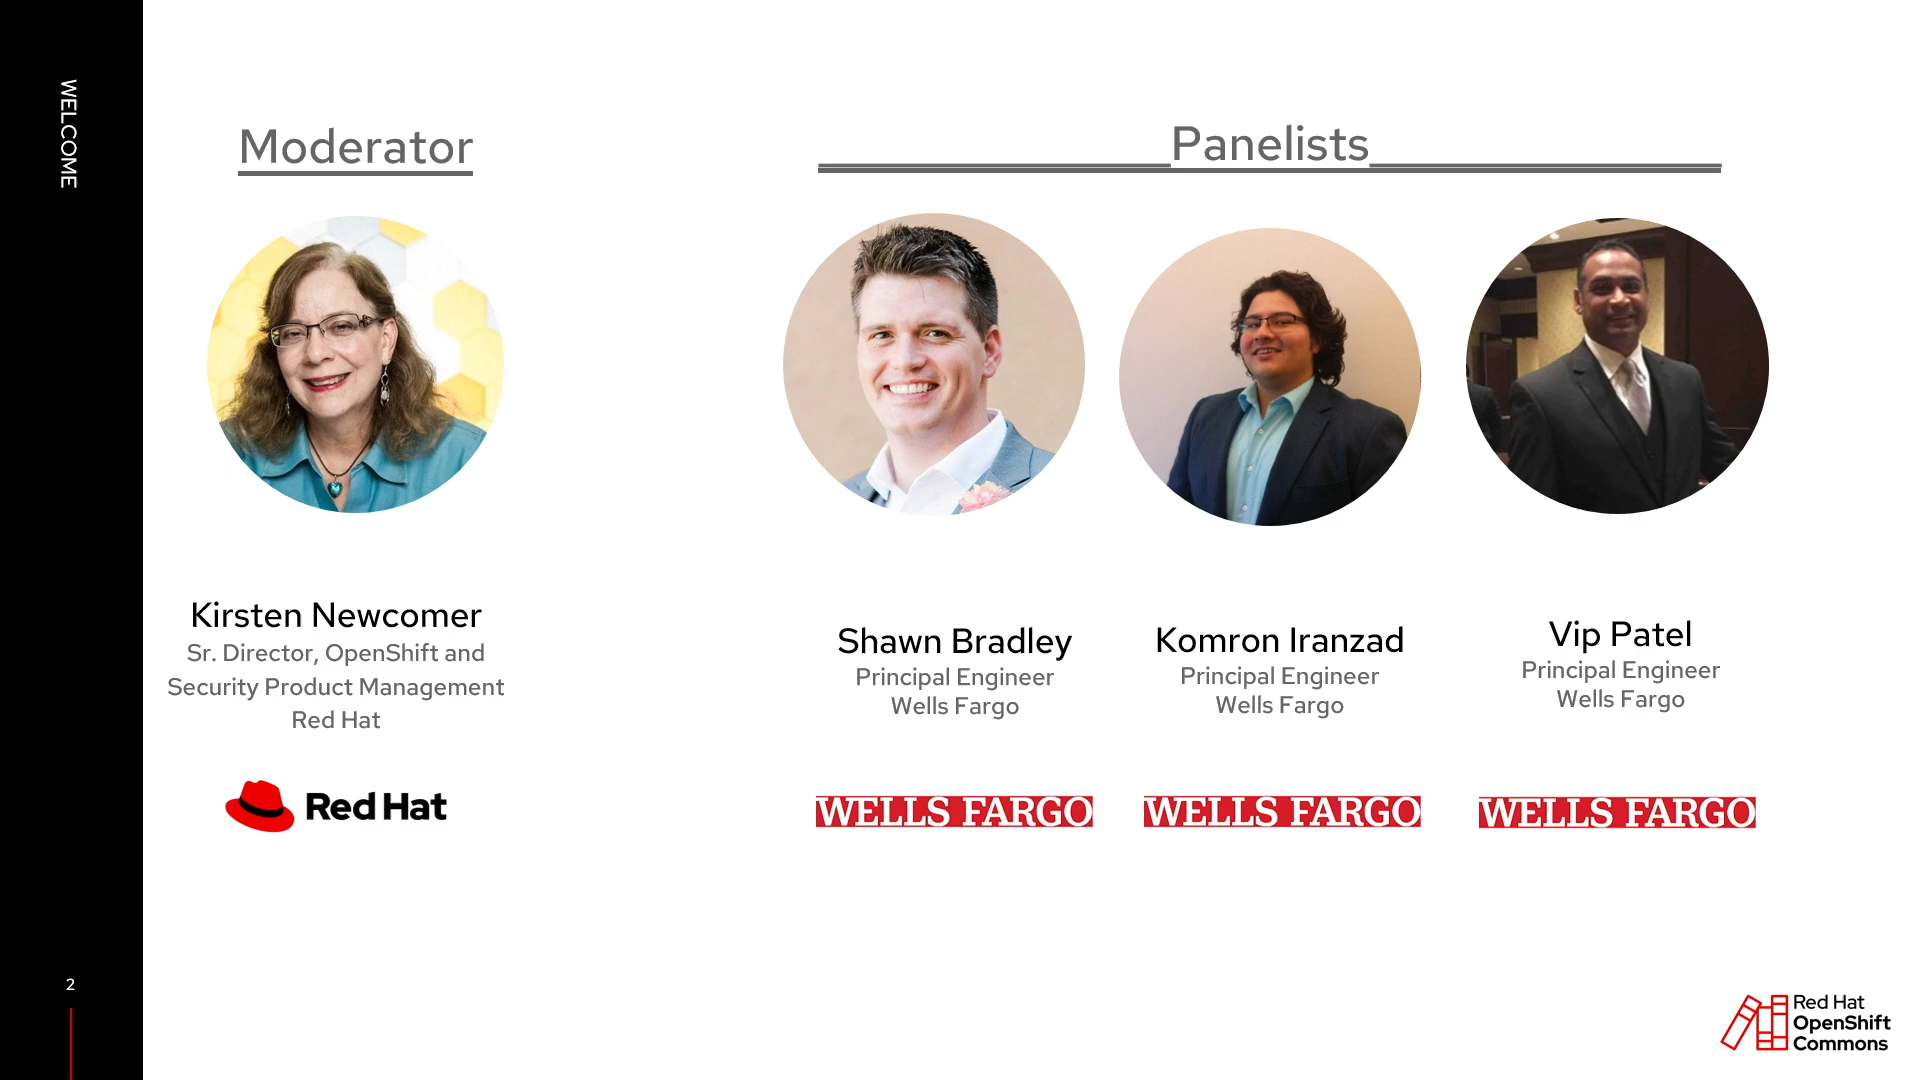 WELCOME
Moderator
Panelists
Kirsten Newcomer
Sr. Director, OpenShift and
Security Product Management
Red Hat
Red Hat
Shawn Bradley
Principal Engineer
Wells Fargo
WELLS FARGO
Komron Iranzad
Principal Engineer
Wells Fargo
WELLS FARGO
Vip Patel
Principal Engineer
Wells Fargo
WELLS FARGO
2
Red Hat
OpenShift
Commons